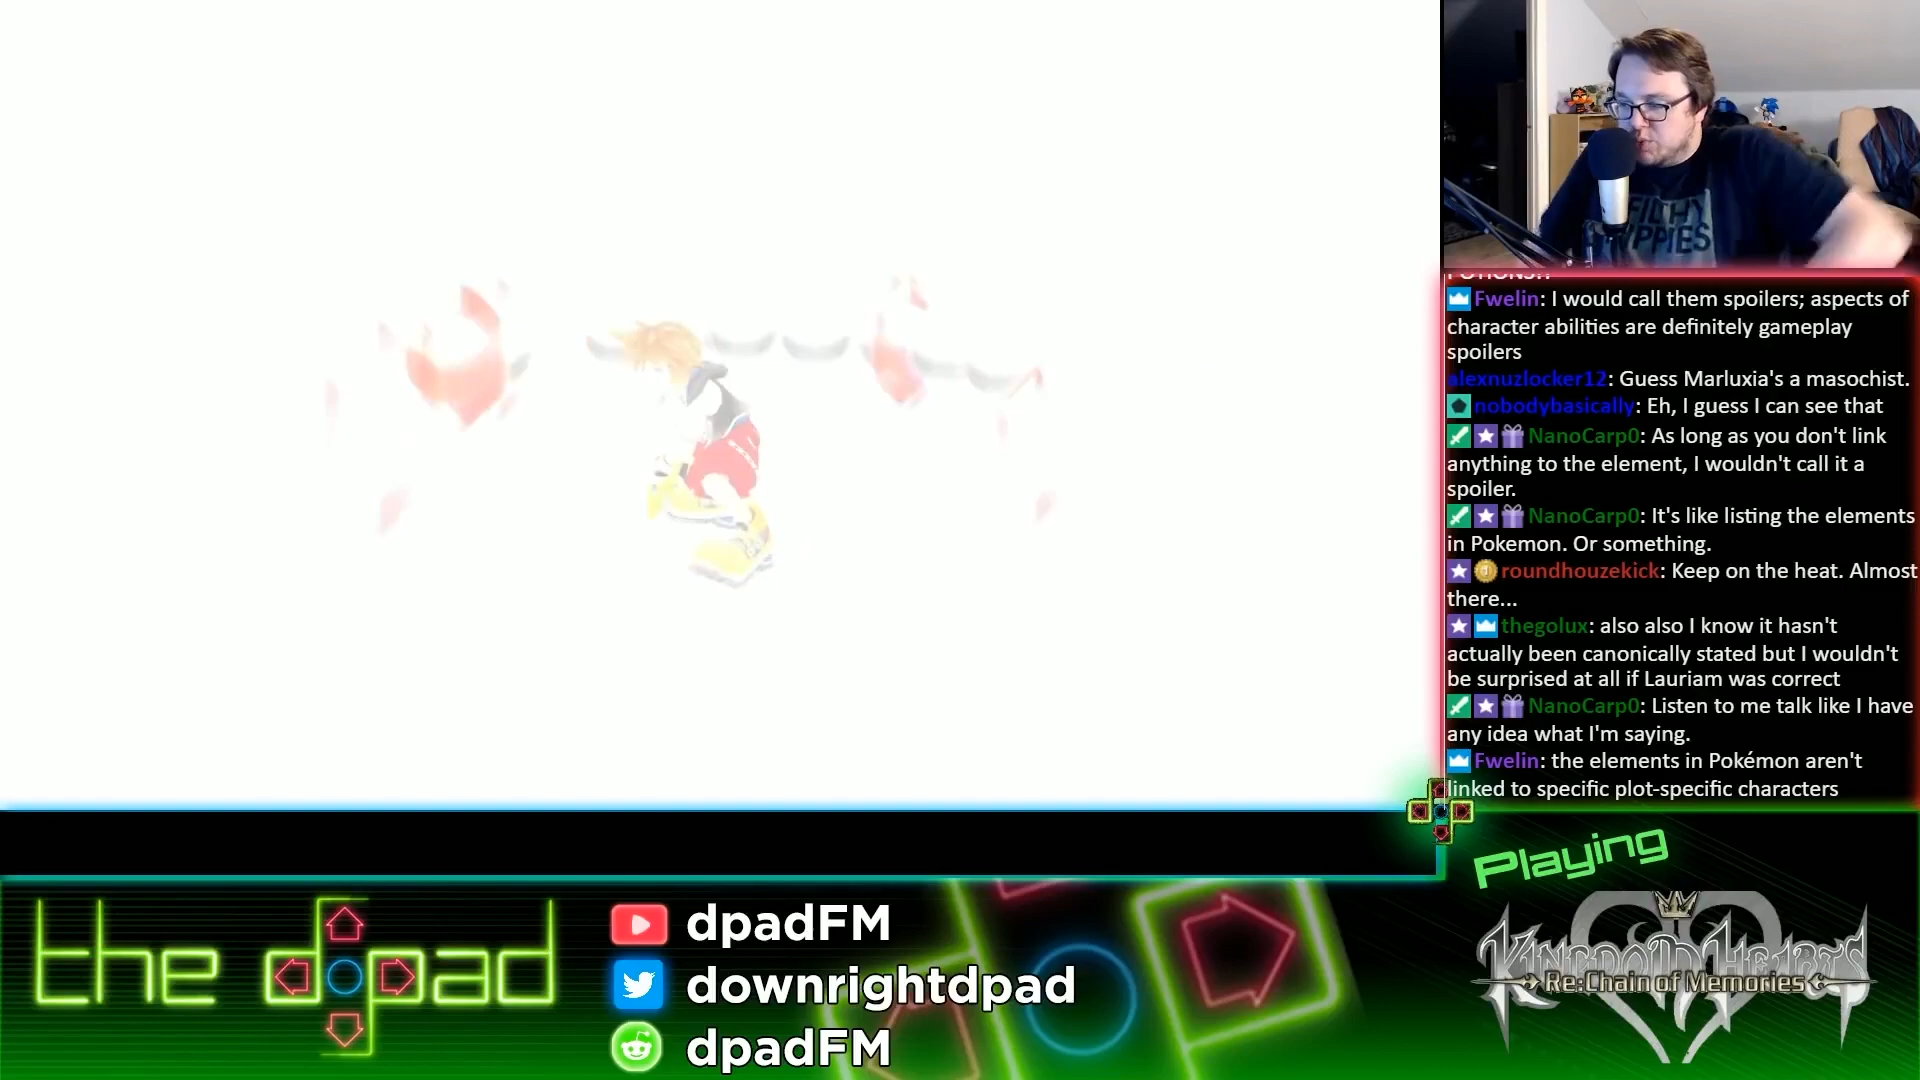 FILTHY
HYPPIES
POTIONS!!
Fwelin: I would call them spoilers; aspects of
character abilities are definitely gameplay
spoilers
alexnuzlocker12: Guess Marluxia's a masochist.
nobodybasically: Eh, I guess I can see that
NanoCarp0: As long as you don't link
anything to the element, I wouldn't call it a
spoiler.
NanoCarp0: It's like listing the elements
in Pokemon. Or something.
roundhouzekick: Keep on the heat. Almost
there...
thegolux: also also I know it hasn't
actually been canonically stated but I wouldn't
be surprised at all if Lauriam was correct
NanoCarp0: Listen to me talk like I have
any idea what I'm saying.
Fwelin: the elements in Pokémon aren't
linked to specific plot-specific characters
Playing
KINGDOM HEARTS
Re:Chain of Memories
the dpad
dpadFM
downrightdpad
dpadFM